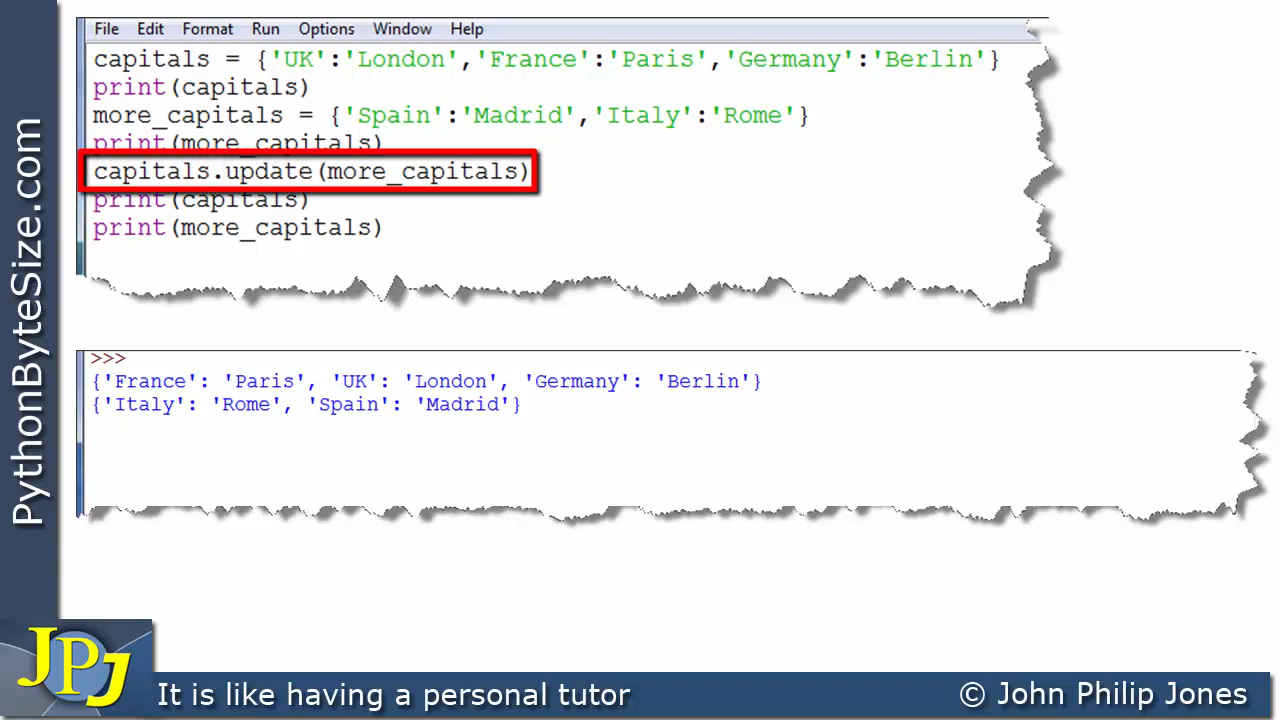 File Edit Format Run Options Window Help
capitals = {'UK':'London','France':'Paris','Germany':'Berlin'}
print(capitals)
more_capitals = {'Spain':'Madrid','Italy':'Rome'}
print(more_capitals)
capitals.update(more_capitals)
print(capitals)
print(more_capitals)
>>>
{'France': 'Paris', 'UK': 'London', 'Germany': 'Berlin'}
{'Italy': 'Rome', 'Spain': 'Madrid'}
PythonByteSize.com
JPJ
It is like having a personal tutor
© John Philip Jones